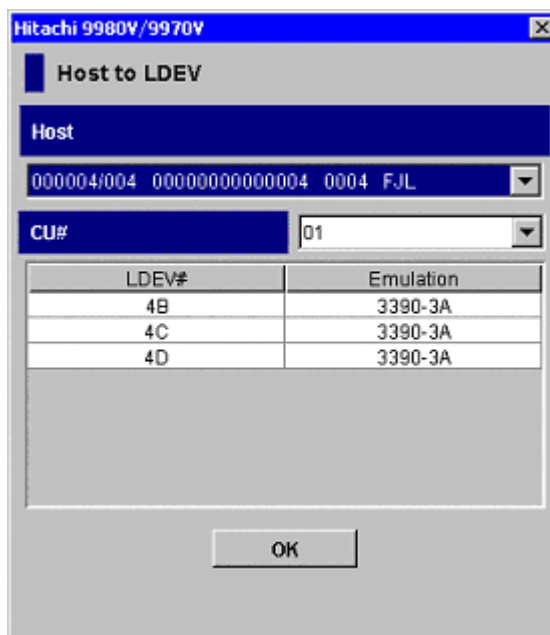 Hitachi 9980V/9970V
Host to LDEV
Host
000004/004 00000000000004 0004 FJL
CU# 01
LDEV# Emulation
4B 3390-3A
4C 3390-3A
4D 3390-3A
OK